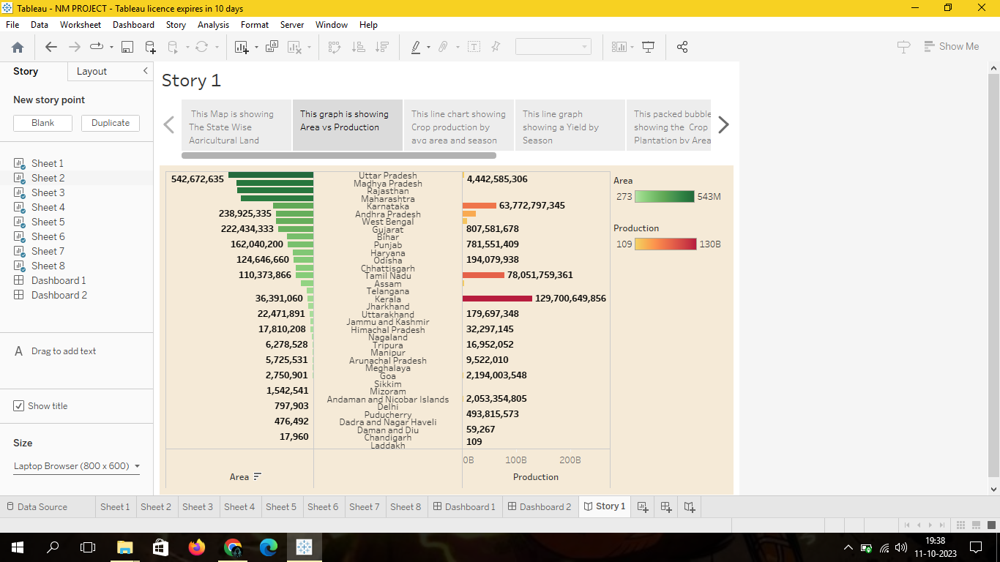 Tableau - NM PROJECT - Tableau licence expires in 10 days
File Data Worksheet Dashboard Story Analysis Format Server Window Help
Show Me
Story Layout
New story point
Blank Duplicate
Sheet 1
Sheet 2
Sheet 3
Sheet 4
Sheet 5
Sheet 6
Sheet 7
Sheet 8
Dashboard 1
Dashboard 2
A Drag to add text
Show title
Size
Laptop Browser (800 x 600)
Story 1
This Map is showing
The State Wise
Agricultural Land
This graph is showing
Area vs Production
This line chart showing
Crop production by
avg area and season
This line graph
showing a Yield by
Season
This packed bubble
showing the Crop
Plantation by Area
542,672,635 Uttar Pradesh 4,442,585,306
Madhya Pradesh
Rajasthan
Maharashtra
Karnataka 63,772,797,345
238,925,335 Andhra Pradesh
West Bengal
222,434,333 Gujarat 807,581,678
Bihar
162,040,200 Punjab 781,551,409
Haryana
124,646,660 Odisha 194,079,938
Chhattisgarh
110,373,866 Tamil Nadu 78,051,759,361
Assam
Telangana
36,391,060 Kerala 129,700,649,856
Jharkhand
22,471,891 Uttarakhand 179,697,348
Jammu and Kashmir
17,810,208 Himachal Pradesh 32,297,145
Nagaland
6,278,528 Tripura 16,952,052
Manipur
5,725,531 Arunachal Pradesh 9,522,010
Meghalaya
2,750,901 Goa 2,194,003,548
Sikkim
1,542,541 Mizoram
Andaman and Nicobar Islands 2,053,354,805
797,903 Delhi
Puducherry 493,815,573
476,492 Dadra and Nagar Haveli
Daman and Diu 59,267
17,960 Chandigarh
Laddakh 109
0B 100B 200B
Area Production
Area
273 543M
Production
109 130B
Data Source Sheet 1 Sheet 2 Sheet 3 Sheet 4 Sheet 5 Sheet 6 Sheet 7 Sheet 8 Dashboard 1 Dashboard 2 Story 1
19:38
11-10-2023